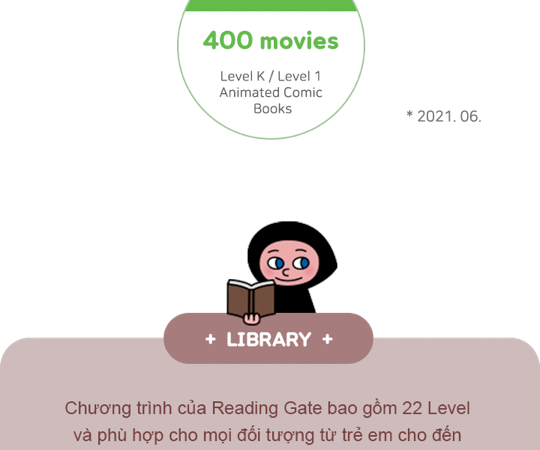 400 movies
Level K / Level 1
Animated Comic
Books
* 2021. 06.
+ LIBRARY +
Chương trình của Reading Gate bao gồm 22 Level
và phù hợp cho mọi đối tượng từ trẻ em cho đến